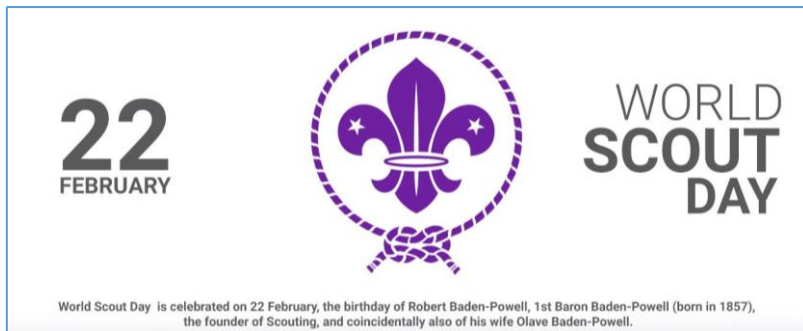 22
FEBRUARY
WORLD
SCOUT
DAY
World Scout Day is celebrated on 22 February, the birthday of Robert Baden-Powell, 1st Baron Baden-Powell (born in 1857),
the founder of Scouting, and coincidentally also of his wife Olave Baden-Powell.